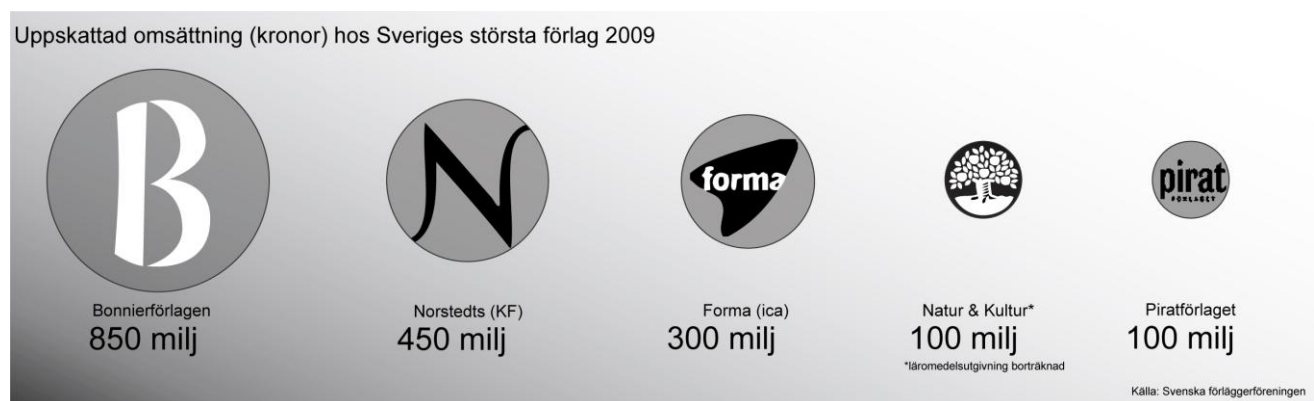 Uppskattad omsättning (kronor) hos Sveriges största förlag 2009
B
N
forma
pirat
FÖRLAGET
Bonnierförlagen
850 milj
Norstedts (KF)
450 milj
Forma (ica)
300 milj
Natur & Kultur*
100 milj
*läromedelsutgivning borträknad
Piratförlaget
100 milj
Källa: Svenska förläggerföreningen